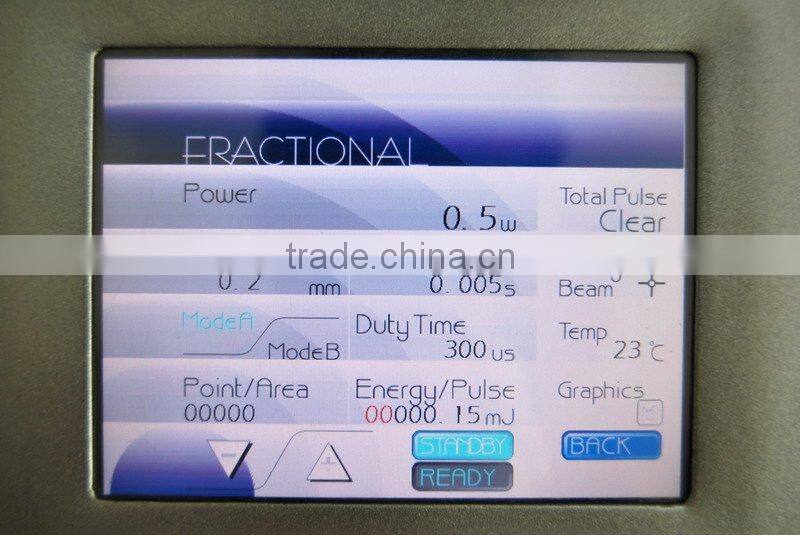 FRACTIONAL
Power
0.5w
Total Pulse
Clear
trade.china.cn
0.2 mm
0.005s
Beam
ModeA
ModeB
Duty Time
300us
Temp
23℃
Point/Area
00000
Energy/Pulse
00000.15mJ
Graphics
STANDBY
READY
BACK